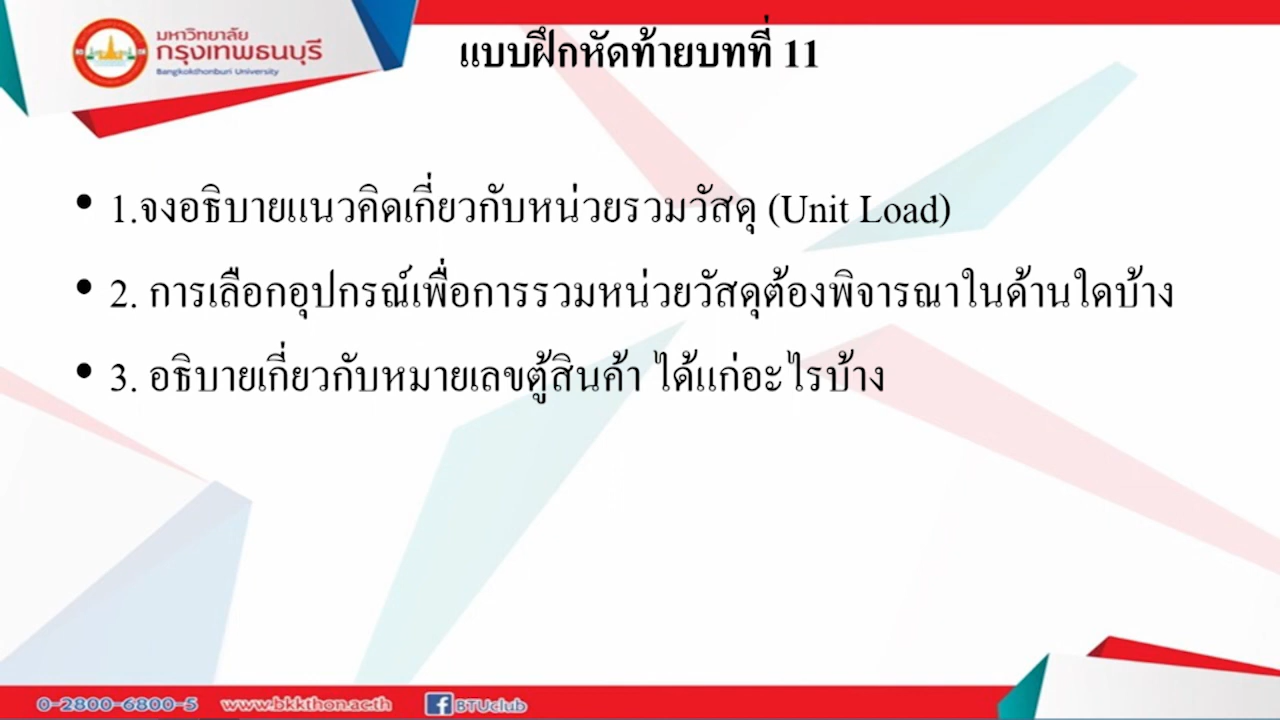 มหาวิทยาลัย
กรุงเทพธนบุรี
Bangkokthonburi University
แบบฝึกหัดท้ายบทที่ 11
• 1.จงอธิบายแนวคิดเกี่ยวกับหน่วยรวมวัสดุ (Unit Load)
• 2. การเลือกอุปกรณ์เพื่อการรวมหน่วยวัสดุต้องพิจารณาในด้านใดบ้าง
• 3. อธิบายเกี่ยวกับหมายเลขตู้สินค้า ได้แก่อะไรบ้าง
0-2800-6800-5 www.bkkthon.ac.th f BTUclub